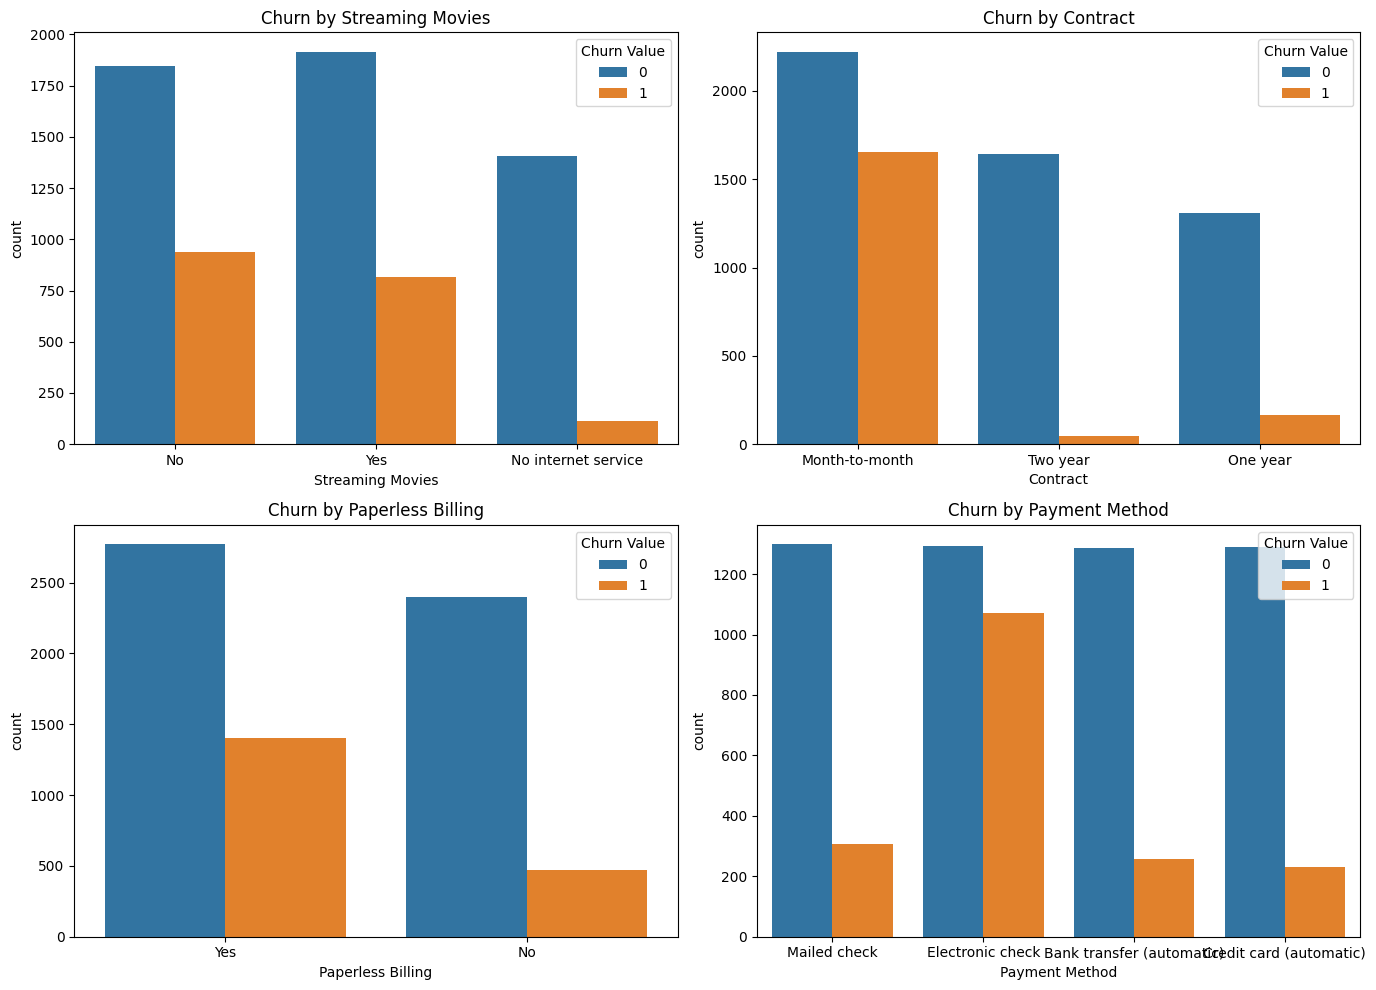 Churn by Streaming Movies
2000
1750
1500
1250
1000
750
500
250
0
count
Churn Value
0
1
No
Yes
No internet service
Streaming Movies
Churn by Contract
2000
1500
1000
500
0
count
Churn Value
0
1
Month-to-month
Two year
One year
Contract
Churn by Paperless Billing
2500
2000
1500
1000
500
0
count
Churn Value
0
1
Yes
No
Paperless Billing
Churn by Payment Method
1200
1000
800
600
400
200
0
count
Churn Value
0
1
Mailed check
Electronic check
Bank transfer (automatic)
Credit card (automatic)
Payment Method